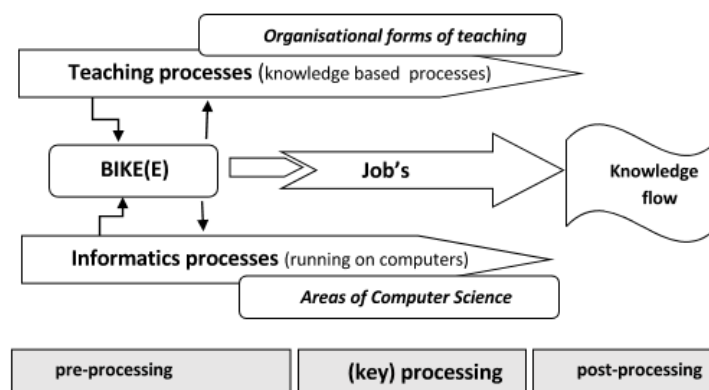 Organisational forms of teaching
Teaching processes (knowledge based processes)
BIKE(E)
Job's
Knowledge
flow
Informatics processes (running on computers)
Areas of Computer Science
pre-processing
(key) processing
post-processing